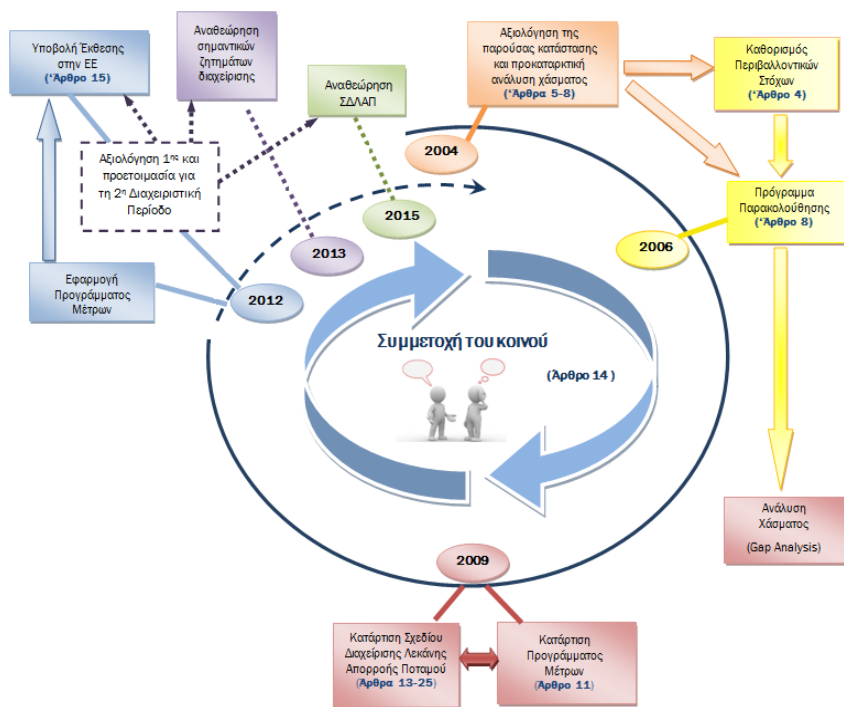 Υποβολή Έκθεσης
στην ΕΕ
(‘Άρθρο 15)
Αναθεώρηση
σημαντικών
ζητημάτων
διαχείρισης
Αναθεώρηση
ΣΔΛΑΠ
Αξιολόγηση της
παρούσας κατάστασης
και προκαταρκτική
ανάλυση χάσματος
(‘Άρθρα 5-8)
Καθορισμός
Περιβαλλοντικών
Στόχων
(‘Άρθρο 4)
Αξιολόγηση 1ης και
προετοιμασία για
τη 2η Διαχειριστική
Περίοδο
2004
2015
2013
2012
2006
Πρόγραμμα
Παρακολούθησης
(‘Άρθρο 8)
Εφαρμογή
Προγράμματος
Μέτρων
Συμμετοχή του κοινού
(Άρθρο 14 )
Ανάλυση
Χάσματος
(Gap Analysis)
2009
Κατάρτιση Σχεδίου
Διαχείρισης Λεκάνης
Απορροής Ποταμού
(Άρθρα 13-25)
Κατάρτιση
Προγράμματος
Μέτρων
(Άρθρο 11)